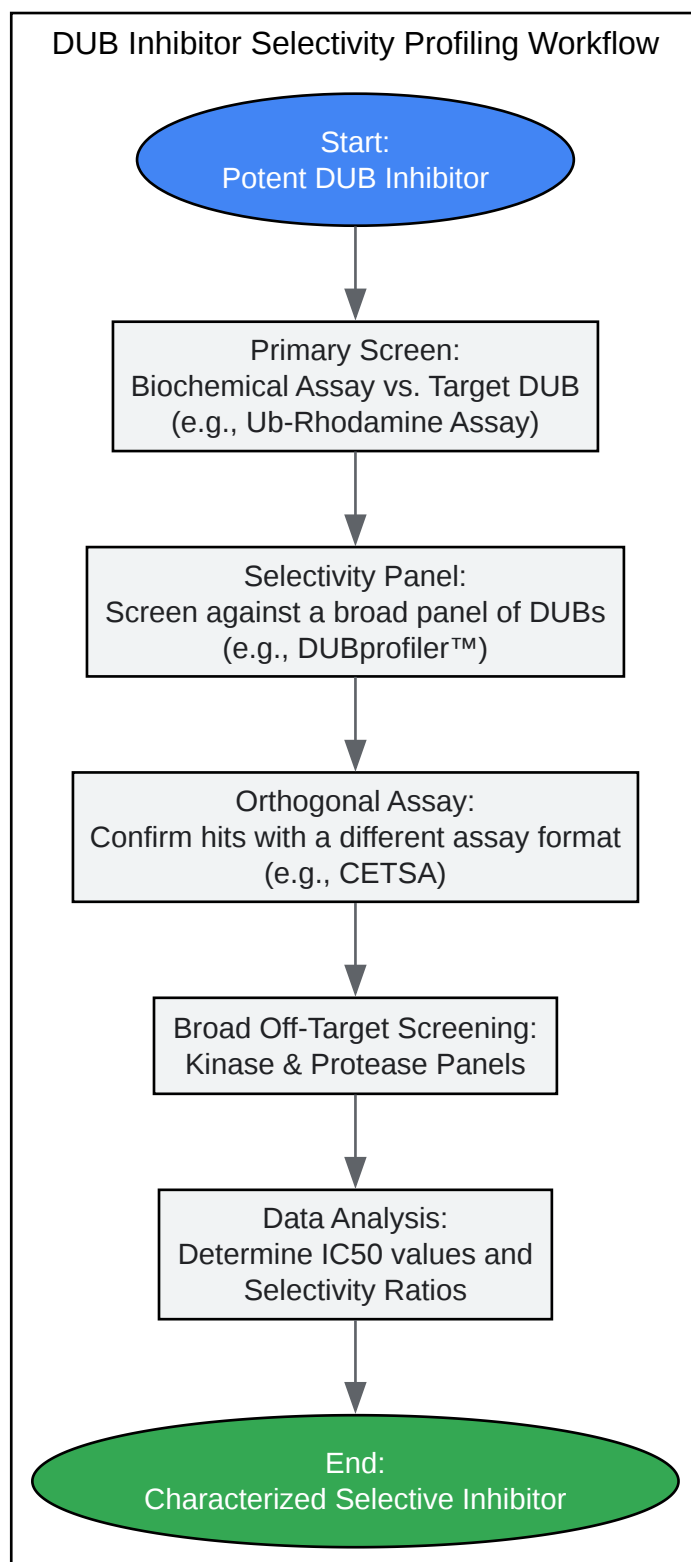 DUB Inhibitor Selectivity Profiling Workflow
Start:
Potent DUB Inhibitor
Primary Screen:
Biochemical Assay vs. Target DUB
(e.g., Ub-Rhodamine Assay)
Selectivity Panel:
Screen against a broad panel of DUBs
(e.g., DUBprofiler™)
Orthogonal Assay:
Confirm hits with a different assay format
(e.g., CETSA)
Broad Off-Target Screening:
Kinase & Protease Panels
Data Analysis:
Determine IC50 values and
Selectivity Ratios
End:
Characterized Selective Inhibitor